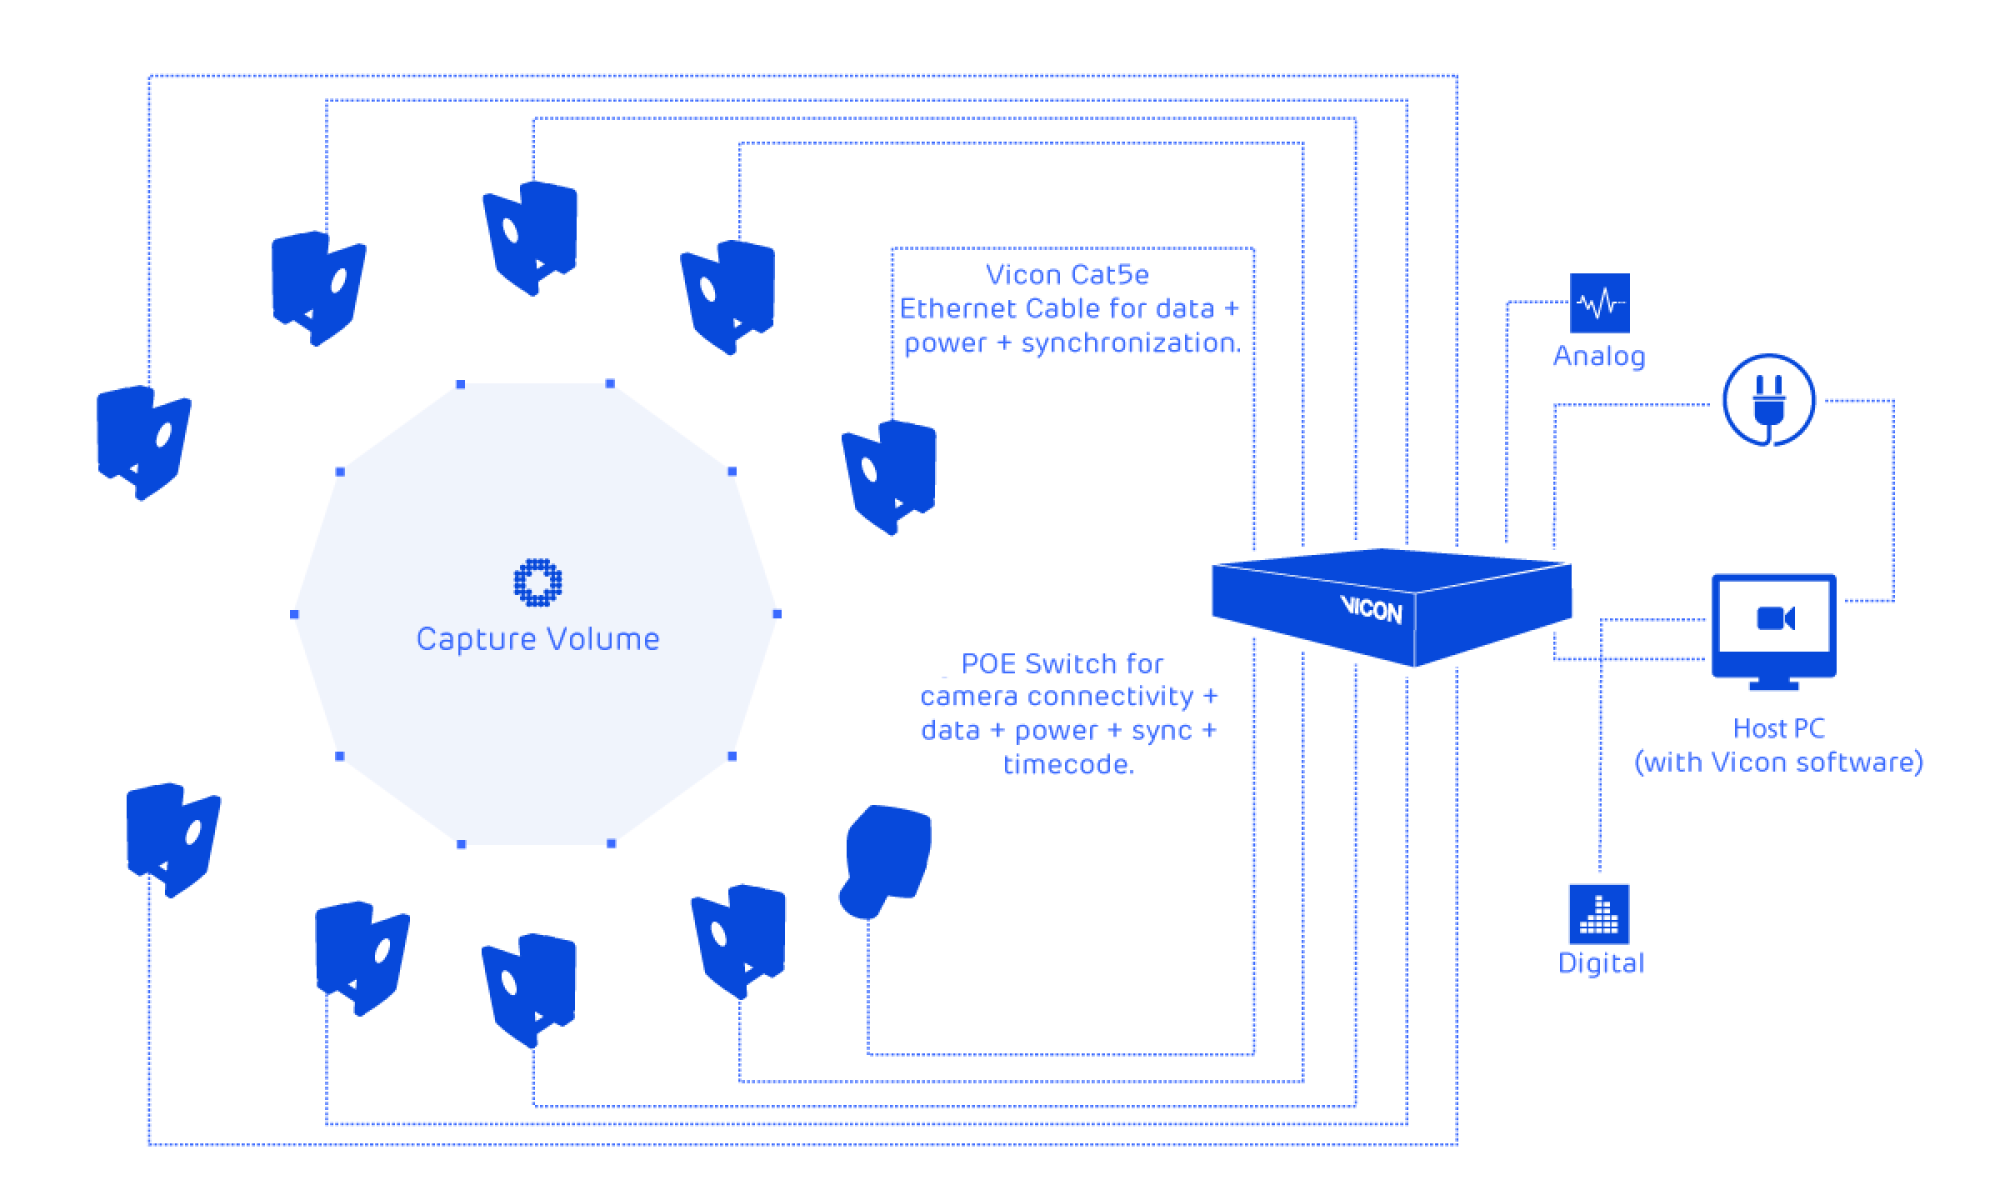 Vicon Cat5e
Ethernet Cable for data +
power + synchronization.
Analog
VICON
Capture Volume
POE Switch for
camera connectivity +
data + power + sync +
timecode.
Host PC
(with Vicon software)
Digital